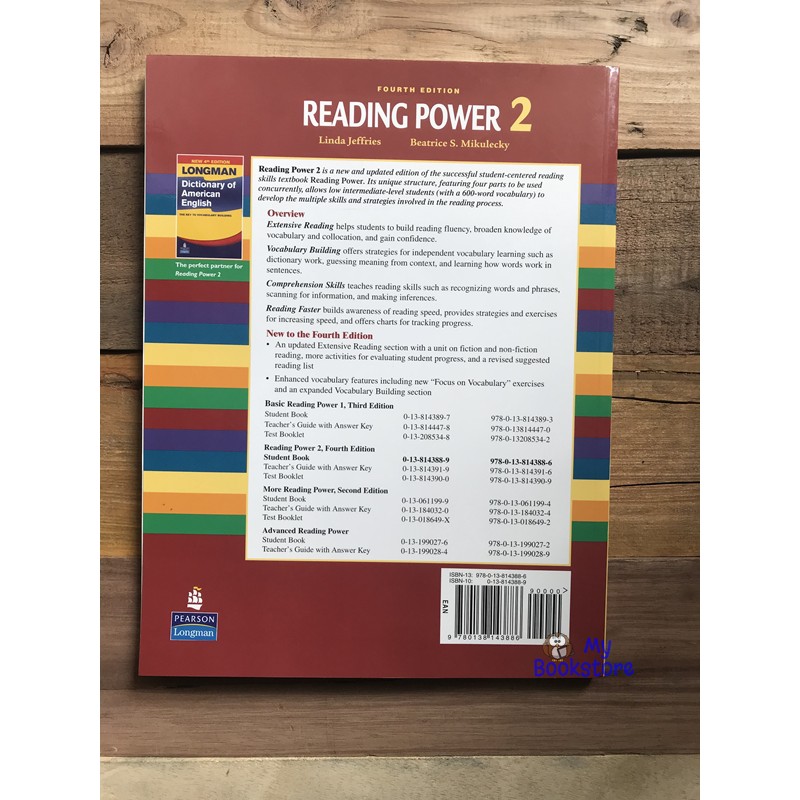 FOURTH EDITION
READING POWER 2
Linda Jeffries Beatrice S. Mikulecky
NEW 4TH EDITION
LONGMAN
Dictionary of
American
English
THE KEY TO VOCABULARY BUILDING
The perfect partner for
Reading Power 2
Reading Power 2 is a new and updated edition of the successful student-centered reading
skills textbook Reading Power. Its unique structure, featuring four parts to be used
concurrently, allows low intermediate-level students (with a 600-word vocabulary) to
develop the multiple skills and strategies involved in the reading process.
Overview
Extensive Reading helps students to build reading fluency, broaden knowledge of
vocabulary and collocation, and gain confidence.
Vocabulary Building offers strategies for independent vocabulary learning such as
dictionary work, guessing meaning from context, and learning how words work in
sentences.
Comprehension Skills teaches reading skills such as recognizing words and phrases,
scanning for information, and making inferences.
Reading Faster builds awareness of reading speed, provides strategies and exercises
for increasing speed, and offers charts for tracking progress.
New to the Fourth Edition
• An updated Extensive Reading section with a unit on fiction and non-fiction
reading, more activities for evaluating student progress, and a revised suggested
reading list
• Enhanced vocabulary features including new "Focus on Vocabulary" exercises
and an expanded Vocabulary Building section
Basic Reading Power 1, Third Edition
Student Book 0-13-814389-7 978-0-13-814389-3
Teacher's Guide with Answer Key 0-13-814447-8 978-0-13814447-0
Test Booklet 0-13-208534-8 978-0-13208534-2
Reading Power 2, Fourth Edition
Student Book 0-13-814388-9 978-0-13-814388-6
Teacher's Guide with Answer Key 0-13-814391-9 978-0-13-814391-6
Test Booklet 0-13-814390-0 978-0-13-814390-9
More Reading Power, Second Edition
Student Book 0-13-061199-9 978-0-13-061199-4
Teacher's Guide with Answer Key 0-13-184032-0 978-0-13-184032-4
Test Booklet 0-13-018649-X 978-0-13-018649-2
Advanced Reading Power
Student Book 0-13-199027-6 978-0-13-199027-2
Teacher's Guide with Answer Key 0-13-199028-4 978-0-13-199028-9
ISBN-13: 978-0-13-814388-6
ISBN-10: 0-13-814388-9
90000>
EAN
9 780138 143886
PEARSON
Longman
My
Bookstore